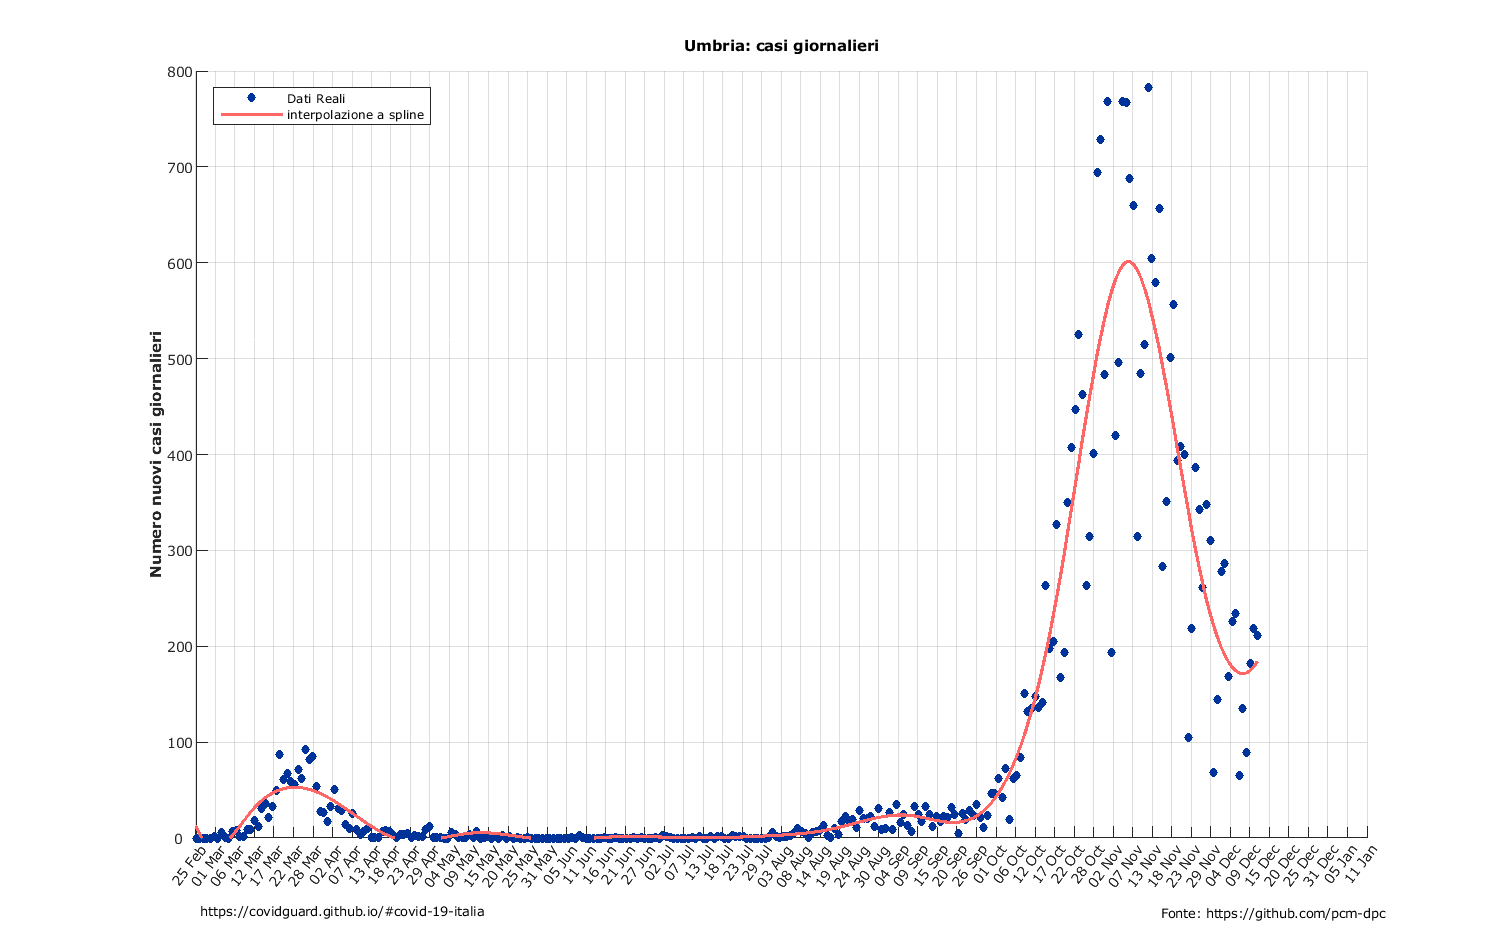 Umbria: casi giornalieri
Dati Reali
interpolazione a spline
Numero nuovi casi giornalieri
800
700
600
500
400
300
200
100
0
25 Feb
01 Mar
06 Mar
12 Mar
17 Mar
22 Mar
28 Mar
02 Apr
07 Apr
13 Apr
18 Apr
23 Apr
29 Apr
04 May
09 May
15 May
20 May
25 May
31 May
05 Jun
11 Jun
16 Jun
21 Jun
27 Jun
02 Jul
07 Jul
13 Jul
18 Jul
23 Jul
29 Jul
03 Aug
08 Aug
14 Aug
19 Aug
24 Aug
30 Aug
04 Sep
09 Sep
15 Sep
20 Sep
26 Sep
01 Oct
06 Oct
12 Oct
17 Oct
22 Oct
28 Oct
02 Nov
07 Nov
13 Nov
18 Nov
23 Nov
29 Nov
04 Dec
09 Dec
15 Dec
20 Dec
25 Dec
31 Dec
05 Jan
11 Jan
https://covidguard.github.io/#covid-19-italia
Fonte: https://github.com/pcm-dpc